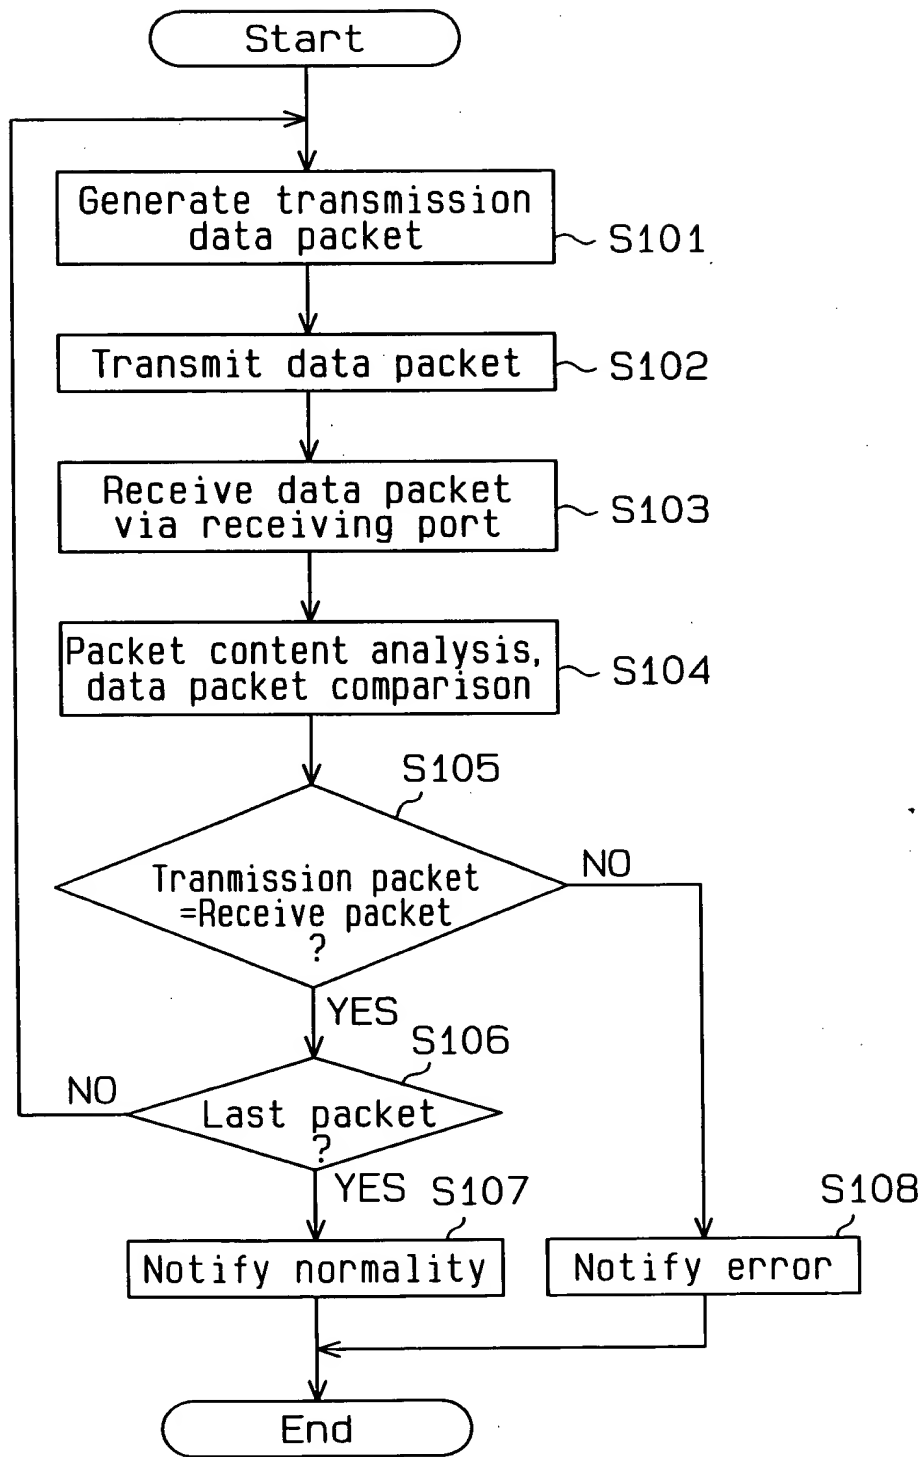 Start
Generate transmission
data packet
S101
Transmit data packet
S102
Receive data packet
via receiving port
S103
Packet content analysis,
data packet comparison
S104
S105
Tranmission packet
=Receive packet
?
NO
YES
S106
NO
Last packet
?
YES
S107
S108
Notify normality
Notify error
End